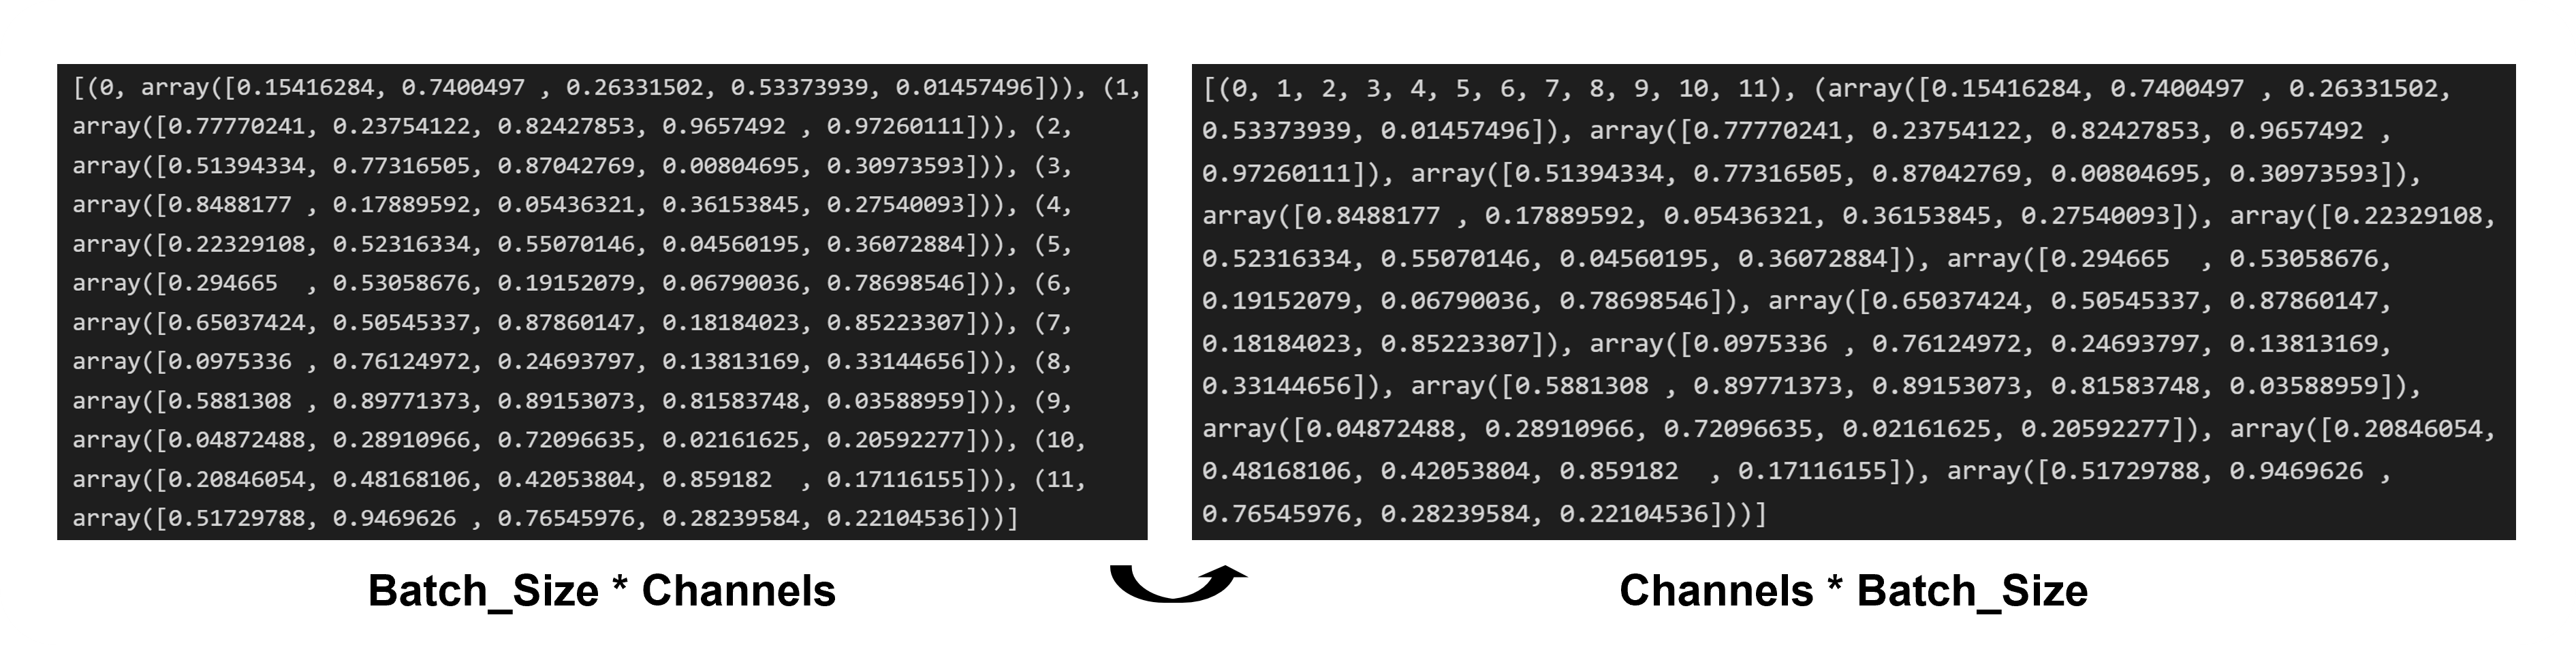 [(0, array([0.15416284, 0.7400497 , 0.26331502, 0.53373939, 0.01457496])), (1,
array([0.77770241, 0.23754122, 0.82427853, 0.9657492 , 0.97260111])), (2,
array([0.51394334, 0.77316505, 0.87042769, 0.00804695, 0.30973593])), (3,
array([0.8488177 , 0.17889592, 0.05436321, 0.36153845, 0.27540093])), (4,
array([0.22329108, 0.52316334, 0.55070146, 0.04560195, 0.36072884])), (5,
array([0.294665  , 0.53058676, 0.19152079, 0.06790036, 0.78698546])), (6,
array([0.65037424, 0.50545337, 0.87860147, 0.18184023, 0.85223307])), (7,
array([0.0975336 , 0.76124972, 0.24693797, 0.13813169, 0.33144656])), (8,
array([0.5881308 , 0.89771373, 0.89153073, 0.81583748, 0.03588959])), (9,
array([0.04872488, 0.28910966, 0.72096635, 0.02161625, 0.20592277])), (10,
array([0.20846054, 0.48168106, 0.42053804, 0.859182  , 0.17116155])), (11,
array([0.51729788, 0.9469626 , 0.76545976, 0.28239584, 0.22104536]))]
Batch_Size * Channels
[(0, 1, 2, 3, 4, 5, 6, 7, 8, 9, 10, 11), (array([0.15416284, 0.7400497 , 0.26331502,
0.53373939, 0.01457496]), array([0.77770241, 0.23754122, 0.82427853, 0.9657492 ,
0.97260111]), array([0.51394334, 0.77316505, 0.87042769, 0.00804695, 0.30973593]),
array([0.8488177 , 0.17889592, 0.05436321, 0.36153845, 0.27540093]), array([0.22329108,
0.52316334, 0.55070146, 0.04560195, 0.36072884]), array([0.294665  , 0.53058676,
0.19152079, 0.06790036, 0.78698546]), array([0.65037424, 0.50545337, 0.87860147,
0.18184023, 0.85223307]), array([0.0975336 , 0.76124972, 0.24693797, 0.13813169,
0.33144656]), array([0.5881308 , 0.89771373, 0.89153073, 0.81583748, 0.03588959]),
array([0.04872488, 0.28910966, 0.72096635, 0.02161625, 0.20592277]), array([0.20846054,
0.48168106, 0.42053804, 0.859182  , 0.17116155]), array([0.51729788, 0.9469626 ,
0.76545976, 0.28239584, 0.22104536]))]
Channels * Batch_Size